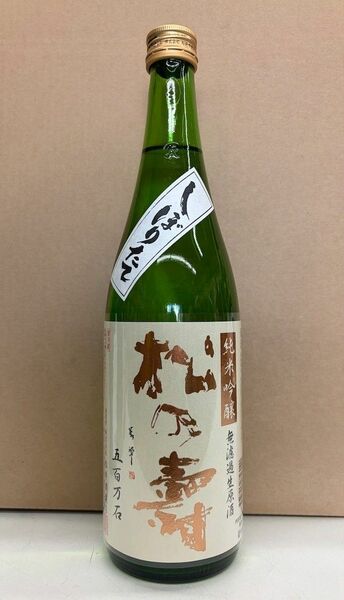 しぼりたて
純米吟醸
無濾過生原酒
松の寿
五百万石